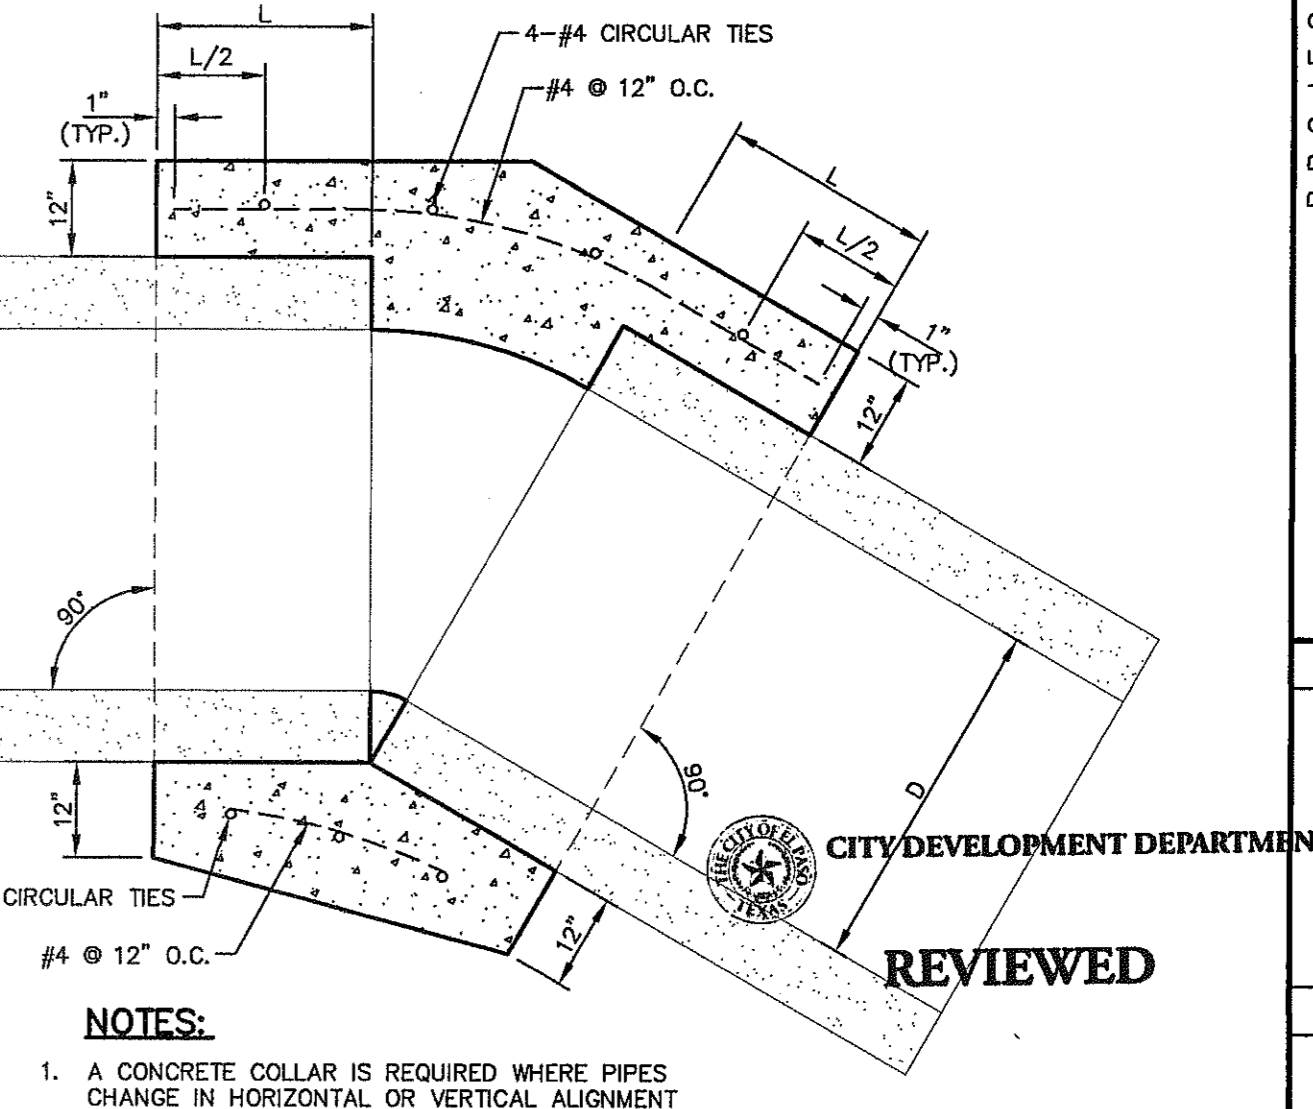 L
L/2
1"
(TYP.)
12"
4-#4 CIRCULAR TIES
#4 @ 12" O.C.
L
L/2
1"
(TYP.)
12"
90°
12"
90°
D
CIRCULAR TIES
#4 @ 12" O.C.
12"
THE CITY OF EL PASO
TEXAS
CITY DEVELOPMENT DEPARTMEN
REVIEWED
NOTES:
1. A CONCRETE COLLAR IS REQUIRED WHERE PIPES
CHANGE IN HORIZONTAL OR VERTICAL ALIGNMENT